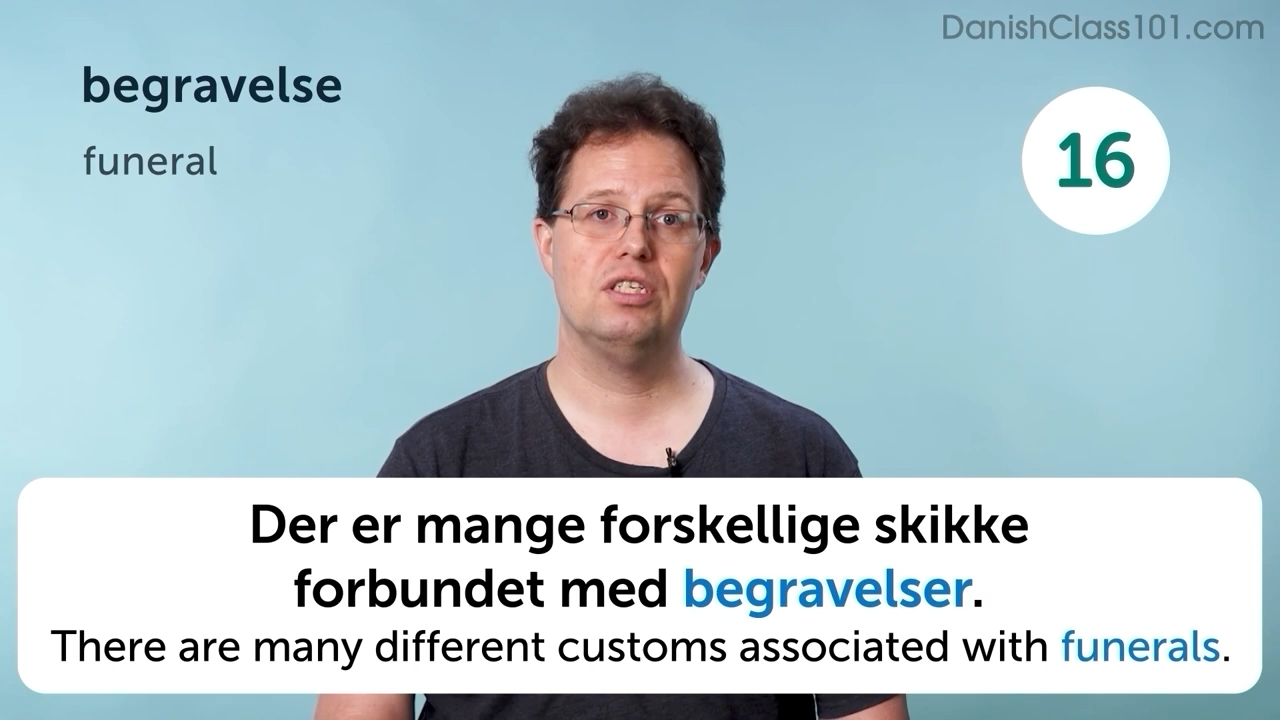 DanishClass101.com
begravelse
funeral
16
Der er mange forskellige skikke
forbundet med begravelser.
There are many different customs associated with funerals.